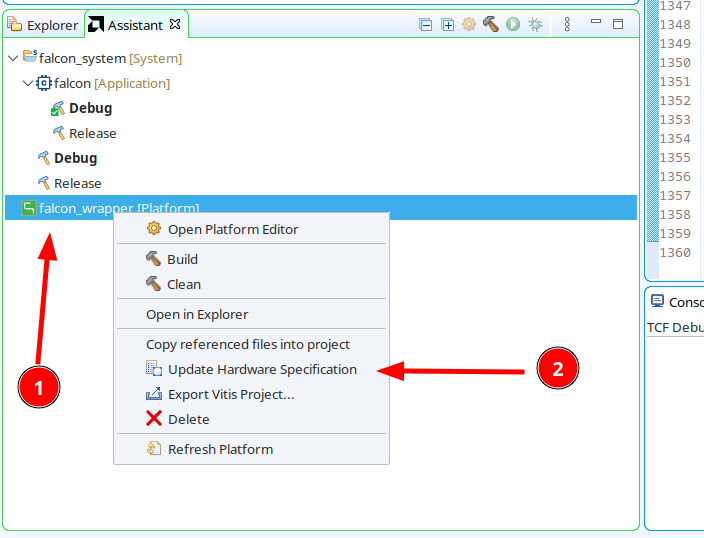 Explorer
Assistant
falcon_system [System]
falcon [Application]
Debug
Release
Debug
Release
falcon_wrapper [Platform]
Open Platform Editor
Build
Clean
Open in Explorer
Copy referenced files into project
Update Hardware Specification
Export Vitis Project...
Delete
Refresh Platform
1
2
1347
1348
1349
1350
1351
1352
1353
1354
1355
1356
1357
1358
1359
1360
Consc
TCF Debu